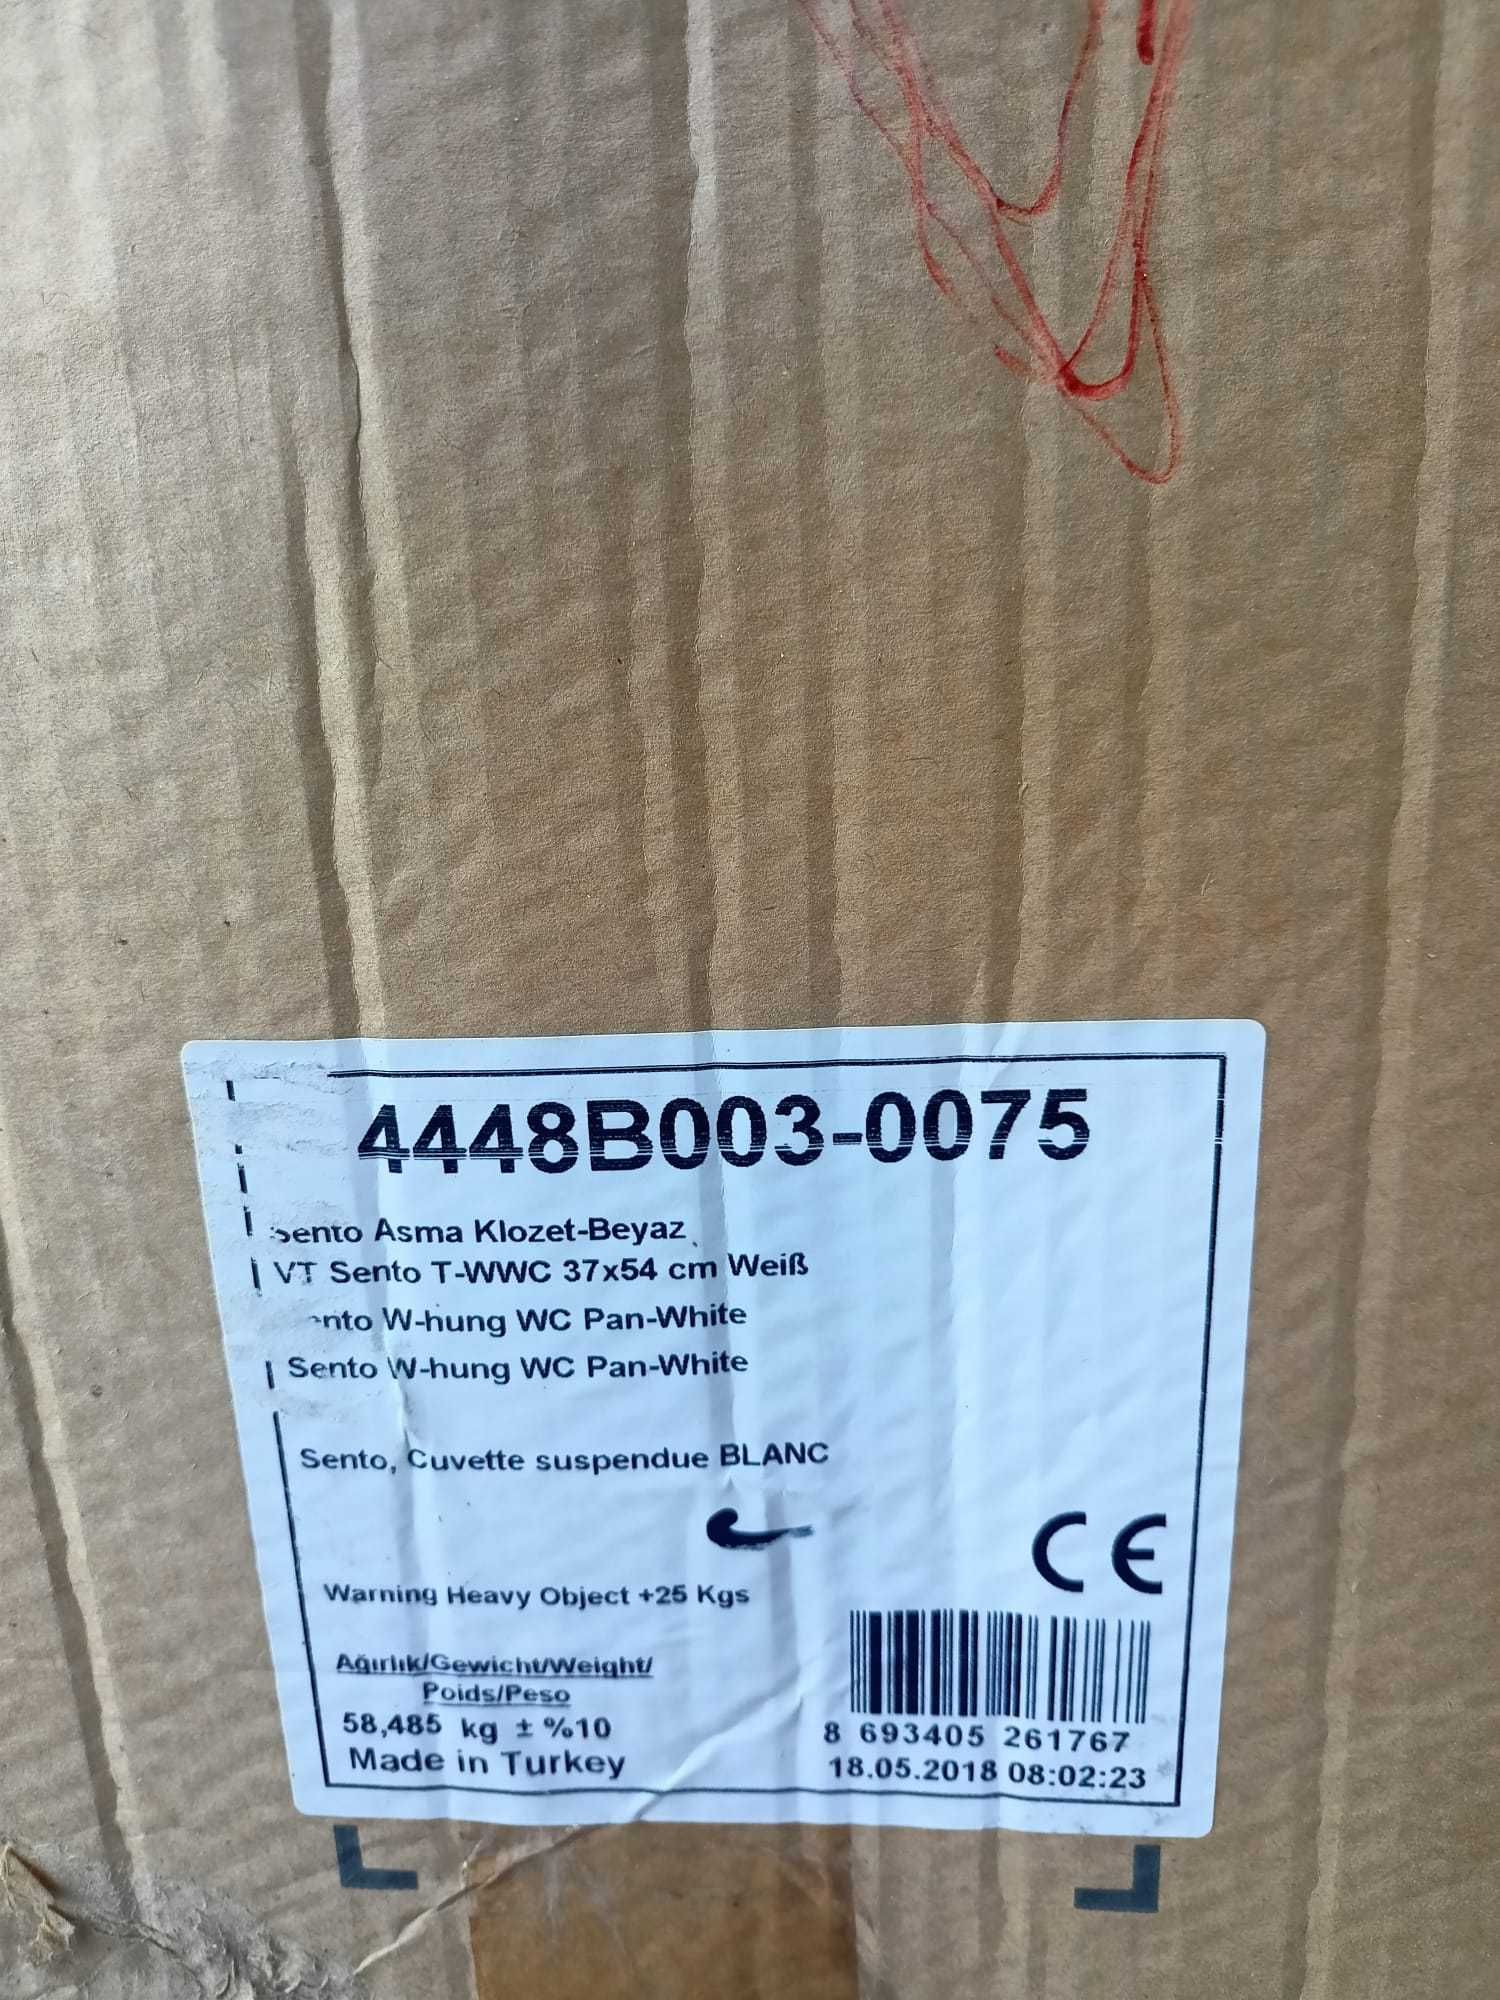 4448B003-0075
Sento Asma Klozet-Beyaz
VT Sento T-WWC 37x54 cm Weiß
W-hung WC Pan-White
Sento W-hung WC Pan-White
Sento, Cuvette suspendue BLANC
CE
Warning Heavy Object +25 Kgs
Ağırlık/Gewicht/Weight/
Poids/Peso
58,485 kg ± %10
Made in Turkey
8 693405 261767
18.05.2018 08:02:23